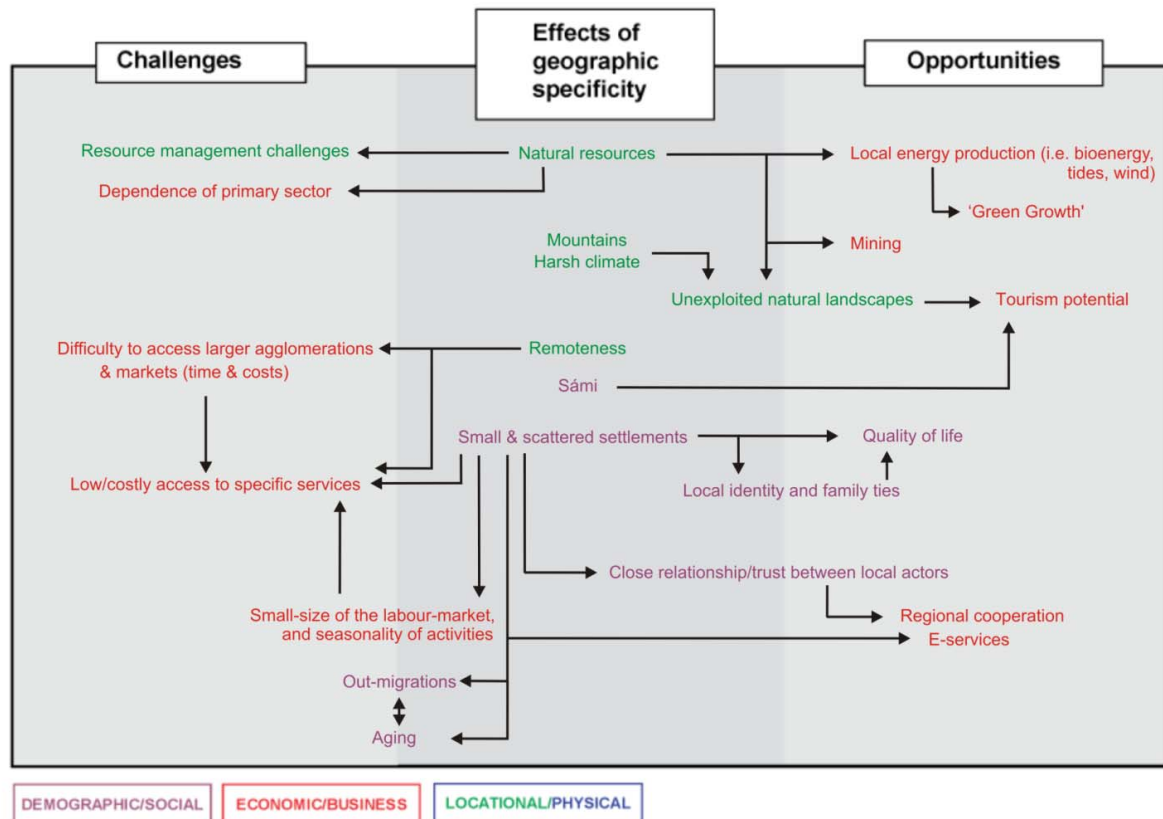 Challenges
Effects of
geographic
specificity
Opportunities
Resource management challenges
Natural resources
Local energy production (i.e. bioenergy,
tides, wind)
Dependence of primary sector
'Green Growth'
Mountains
Harsh climate
Mining
Unexploited natural landscapes
Tourism potential
Difficulty to access larger agglomerations
& markets (time & costs)
Remoteness
Sámi
Small & scattered settlements
Quality of life
Low/costly access to specific services
Local identity and family ties
Close relationship/trust between local actors
Small-size of the labour-market,
and seasonality of activities
Regional cooperation
E-services
Out-migrations
Aging
DEMOGRAPHIC/SOCIAL
ECONOMIC/BUSINESS
LOCATIONAL/PHYSICAL